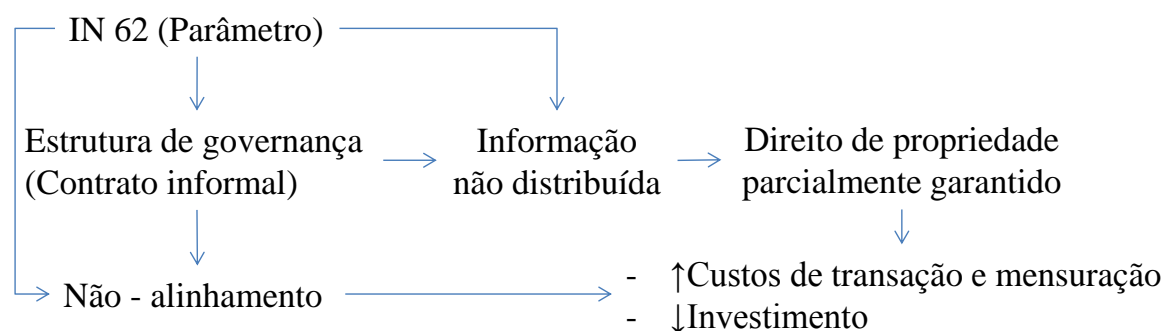 IN 62 (Parâmetro)
Estrutura de governança
(Contrato informal)
Informação
não distribuída
Direito de propriedade
parcialmente garantido
Não - alinhamento
- ↑Custos de transação e mensuração
- ↓Investimento